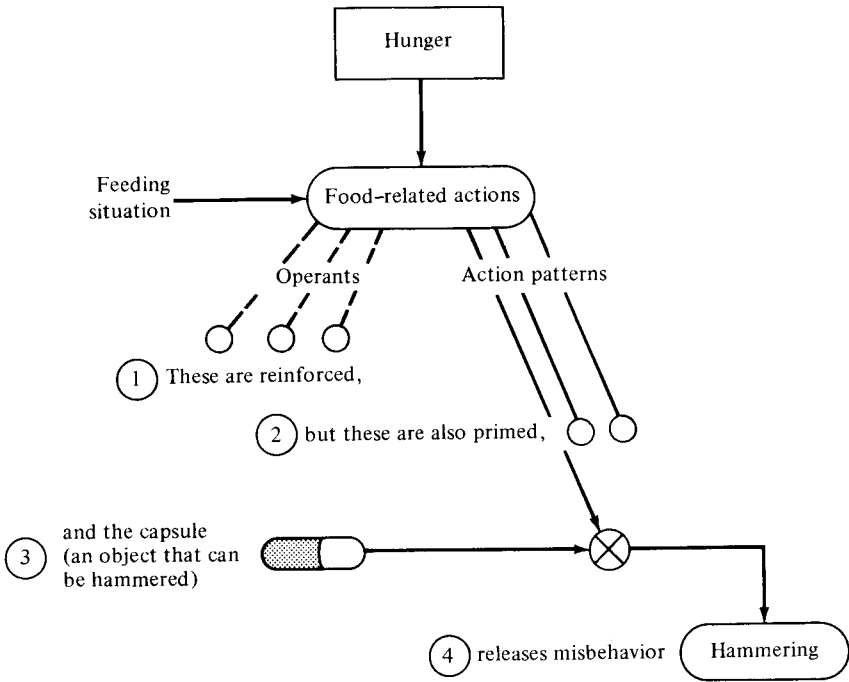 Hunger
Feeding
situation
Food-related actions
Operants
Action patterns
1 These are reinforced,
2 but these are also primed,
3 and the capsule
(an object that can
be hammered)
4 releases misbehavior
Hammering